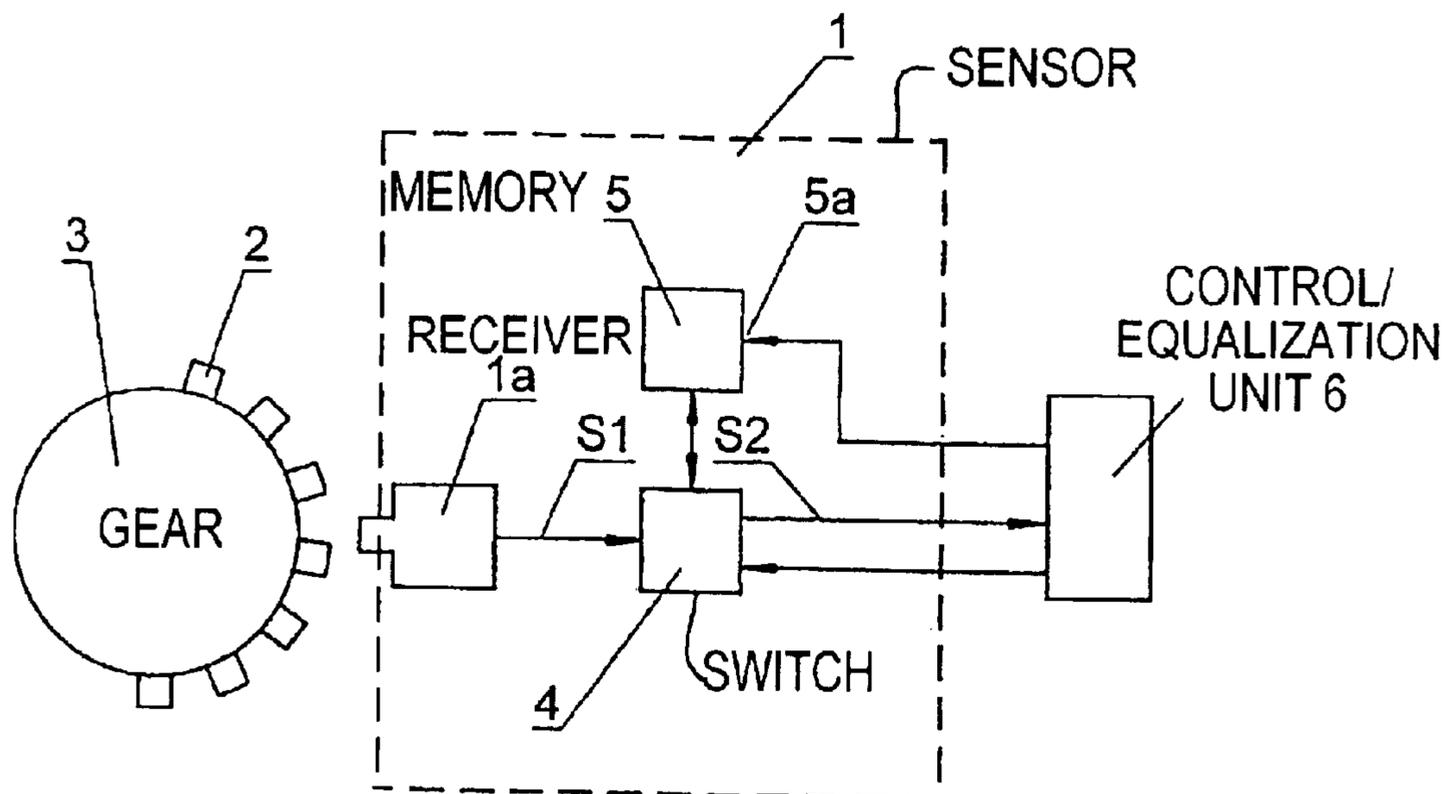 1
SENSOR
MEMORY 5
5a
3
2
CONTROL/
EQUALIZATION
UNIT 6
RECEIVER
1a
S1
S2
GEAR
SWITCH
4